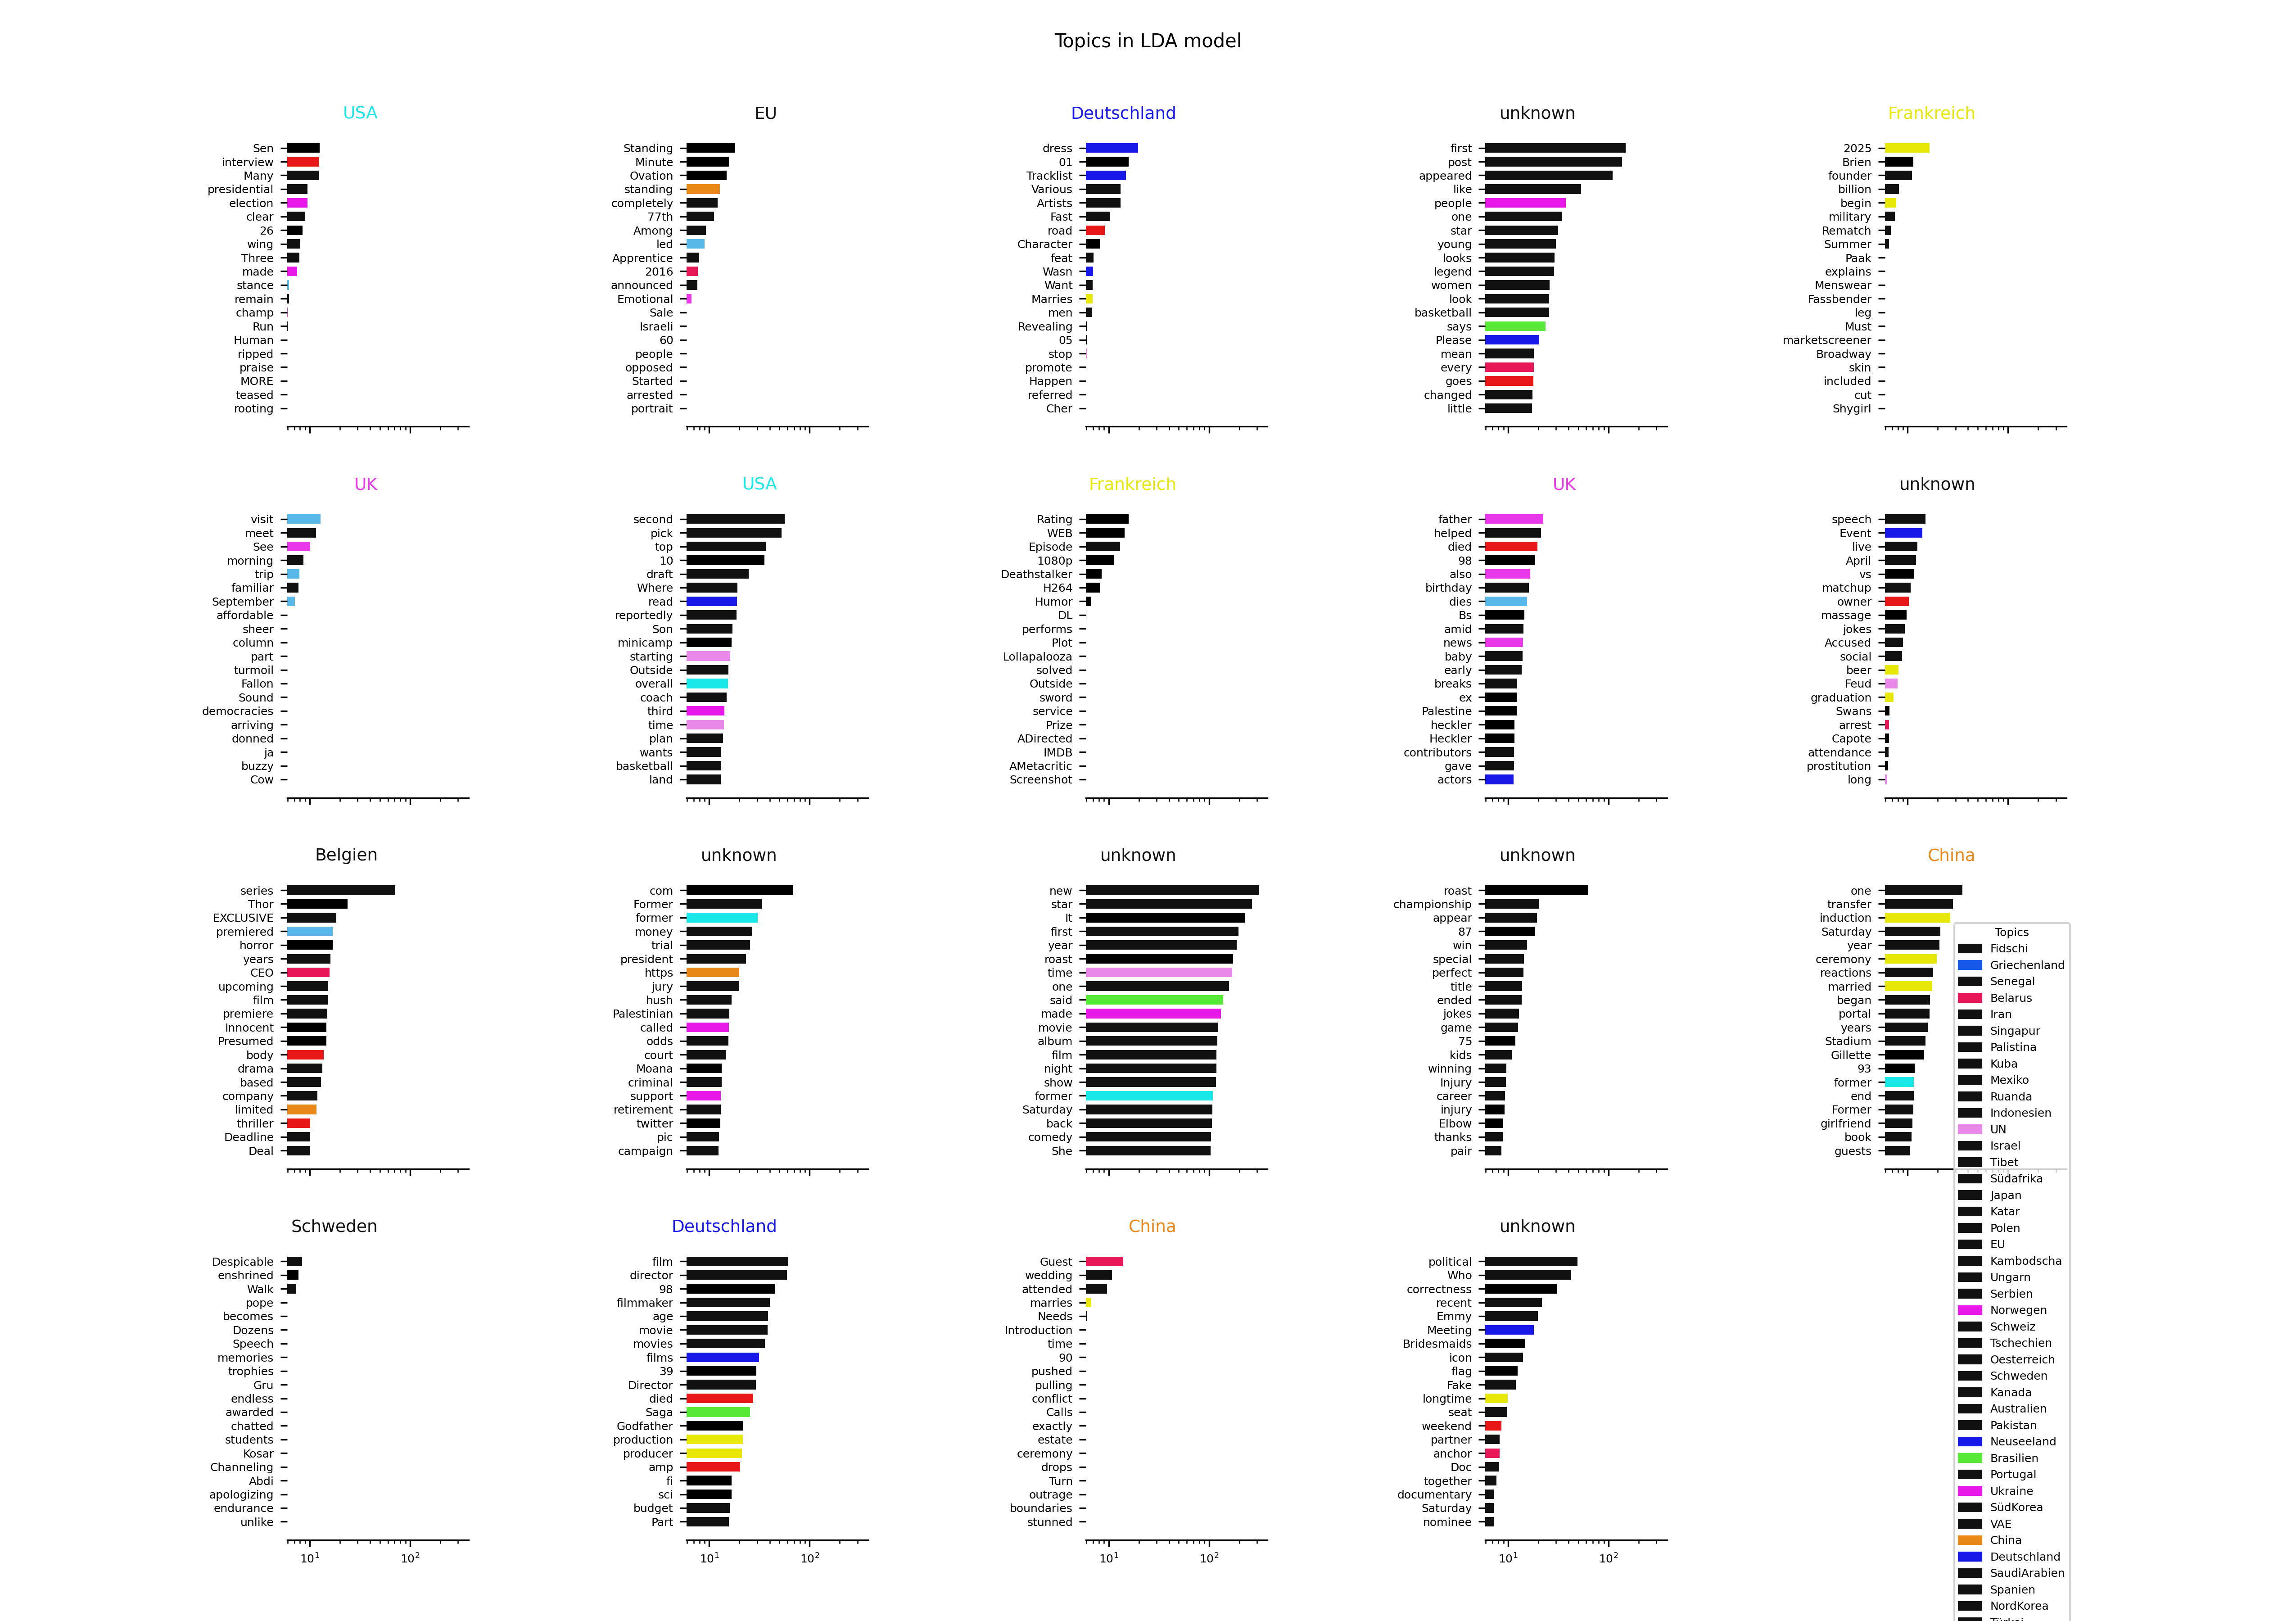 Topics in LDA model
USA
Sen
interview
Many
presidential
election
clear
26
wing
Three
made
stance
remain
champ
Run
Human
ripped
praise
MORE
teased
rooting
EU
Standing
Minute
Ovation
standing
completely
77th
Among
led
Apprentice
2016
announced
Emotional
Sale
Israeli
60
people
opposed
Started
arrested
portrait
Deutschland
dress
01
Tracklist
Various
Artists
Fast
road
Character
feat
Wasn
Want
Marries
men
Revealing
05
stop
promote
Happen
referred
Cher
unknown
first
post
appeared
like
people
one
star
young
looks
legend
women
look
basketball
says
Please
mean
every
goes
changed
little
Frankreich
2025
Brien
founder
billion
begin
military
Rematch
Summer
Paak
explains
Menswear
Fassbender
leg
Must
marketscreener
Broadway
skin
included
cut
Shygirl
UK
visit
meet
See
morning
trip
familiar
September
affordable
sheer
column
part
turmoil
Fallon
Sound
democracies
arriving
donned
ja
buzzy
Cow
USA
second
pick
top
10
draft
Where
read
reportedly
Son
minicamp
starting
Outside
overall
coach
third
time
plan
wants
basketball
land
Frankreich
Rating
WEB
Episode
1080p
Deathstalker
H264
Humor
DL
performs
Plot
Lollapalooza
solved
Outside
sword
service
Prize
ADirected
IMDB
AMetacritic
Screenshot
UK
father
helped
died
98
also
birthday
dies
Bs
amid
news
baby
early
breaks
ex
Palestine
heckler
Heckler
contributors
gave
actors
unknown
speech
Event
live
April
vs
matchup
owner
massage
jokes
Accused
social
beer
Feud
graduation
Swans
arrest
Capote
attendance
prostitution
long
Belgien
series
Thor
EXCLUSIVE
premiered
horror
years
CEO
upcoming
film
premiere
Innocent
Presumed
body
drama
based
company
limited
thriller
Deadline
Deal
unknown
com
Former
former
money
trial
president
https
jury
hush
Palestinian
called
odds
court
Moana
criminal
support
retirement
twitter
pic
campaign
unknown
new
star
It
first
year
roast
time
one
said
made
movie
album
film
night
show
former
Saturday
back
comedy
She
unknown
roast
championship
appear
87
win
special
perfect
title
ended
jokes
game
75
kids
winning
Injury
career
injury
Elbow
thanks
pair
China
one
transfer
induction
Saturday
year
ceremony
reactions
married
began
portal
years
Stadium
Gillette
93
former
end
Former
girlfriend
book
guests
Schweden
Despicable
enshrined
Walk
pope
becomes
Dozens
Speech
memories
trophies
Gru
endless
awarded
chatted
students
Kosar
Channeling
Abdi
apologizing
endurance
unlike
10¹ 10²
Deutschland
film
director
98
filmmaker
age
movie
movies
films
39
Director
died
Saga
Godfather
production
producer
amp
fi
sci
budget
Part
10¹ 10²
China
Guest
wedding
attended
marries
Needs
Introduction
time
90
pushed
pulling
conflict
Calls
exactly
estate
ceremony
drops
Turn
outrage
boundaries
stunned
10¹ 10²
unknown
political
Who
correctness
recent
Emmy
Meeting
Bridesmaids
icon
flag
Fake
longtime
seat
weekend
partner
anchor
Doc
together
documentary
Saturday
nominee
10¹ 10²
Topics
Fidschi
Griechenland
Senegal
Belarus
Iran
Singapur
Palistina
Kuba
Mexiko
Ruanda
Indonesien
UN
Israel
Tibet
Südafrika
Japan
Katar
Polen
EU
Kambodscha
Ungarn
Serbien
Norwegen
Schweiz
Tschechien
Oesterreich
Schweden
Kanada
Australien
Pakistan
Neuseeland
Brasilien
Portugal
Ukraine
SüdKorea
VAE
China
Deutschland
SaudiArabien
Spanien
NordKorea